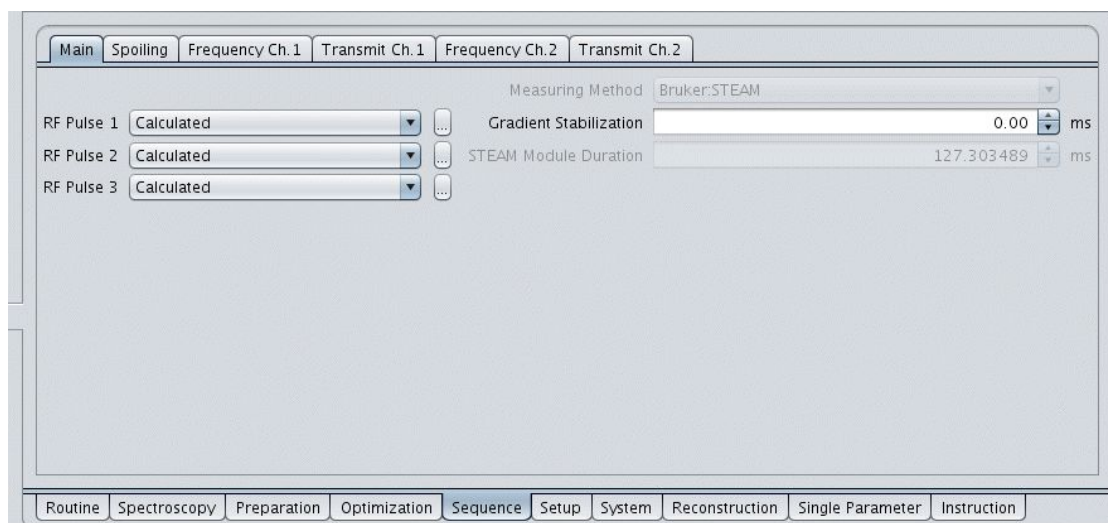 Main Spoiling Frequency Ch.1 Transmit Ch.1 Frequency Ch.2 Transmit Ch.2
Measuring Method Bruker:STEAM
RF Pulse 1 Calculated ... Gradient Stabilization 0.00 ms
RF Pulse 2 Calculated ... STEAM Module Duration 127.303489 ms
RF Pulse 3 Calculated ...
Routine Spectroscopy Preparation Optimization Sequence Setup System Reconstruction Single Parameter Instruction